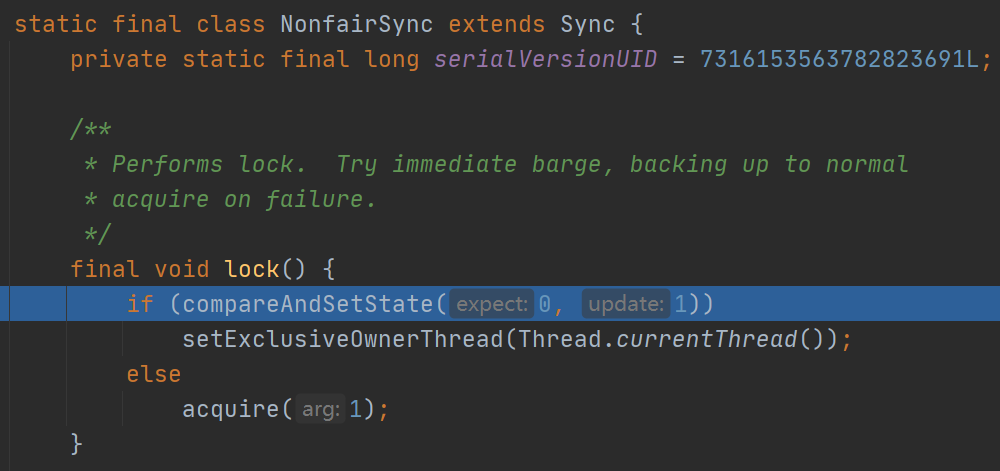 static final class NonfairSync extends Sync {
private static final long serialVersionUID = 7316153563782823691L;
/**
* Performs lock.  Try immediate barge, backing up to normal
* acquire on failure.
*/
final void lock() {
if (compareAndSetState( expect: 0, update: 1))
setExclusiveOwnerThread(Thread.currentThread());
else
acquire( arg: 1);
}